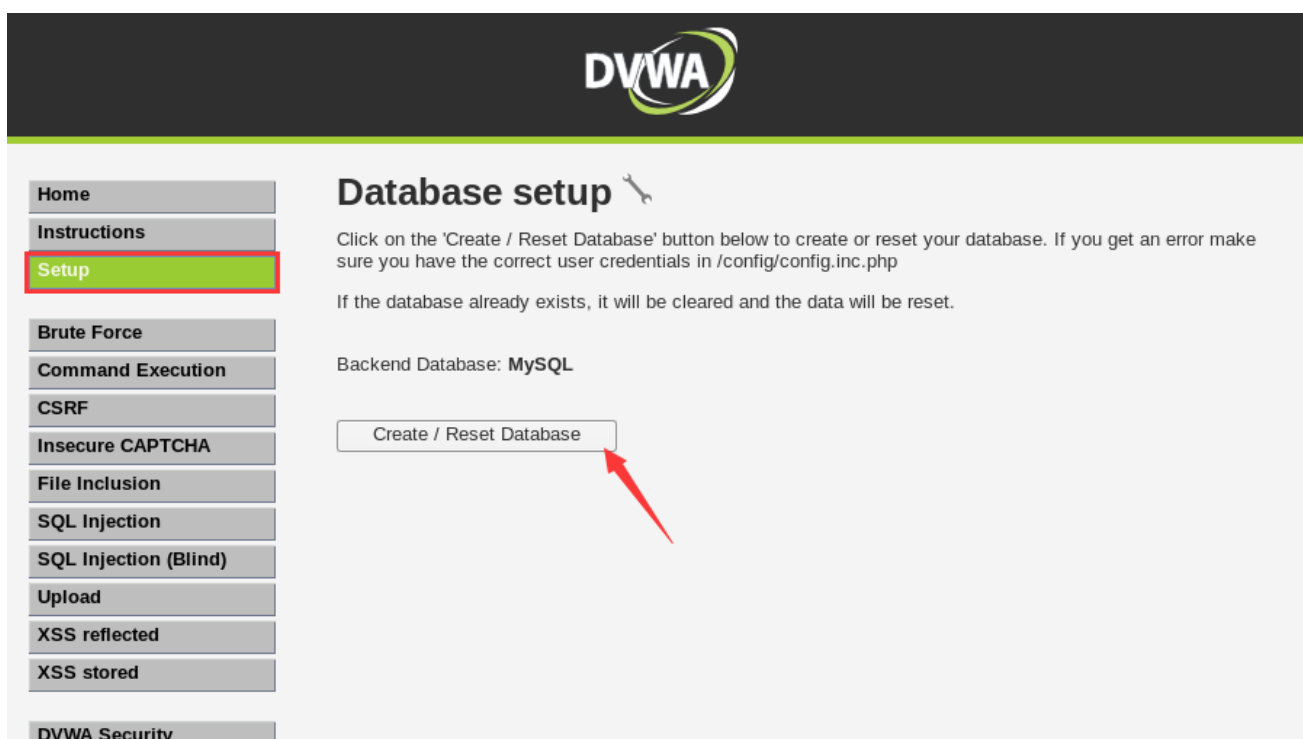 DVWA
Home
Instructions
Setup
Brute Force
Command Execution
CSRF
Insecure CAPTCHA
File Inclusion
SQL Injection
SQL Injection (Blind)
Upload
XSS reflected
XSS stored
DVWA Security
Database setup
Click on the 'Create / Reset Database' button below to create or reset your database. If you get an error make
sure you have the correct user credentials in /config/config.inc.php
If the database already exists, it will be cleared and the data will be reset.
Backend Database: MySQL
Create / Reset Database